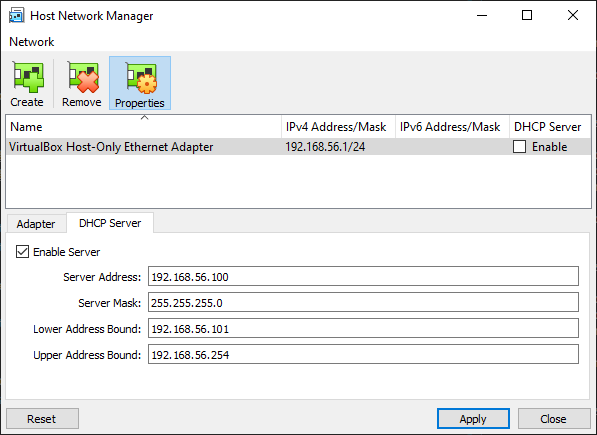 Host Network Manager
Network
Create Remove Properties
Name IPv4 Address/Mask IPv6 Address/Mask DHCP Server
VirtualBox Host-Only Ethernet Adapter 192.168.56.1/24 Enable
Adapter DHCP Server
Enable Server
Server Address: 192.168.56.100
Server Mask: 255.255.255.0
Lower Address Bound: 192.168.56.101
Upper Address Bound: 192.168.56.254
Reset Apply Close